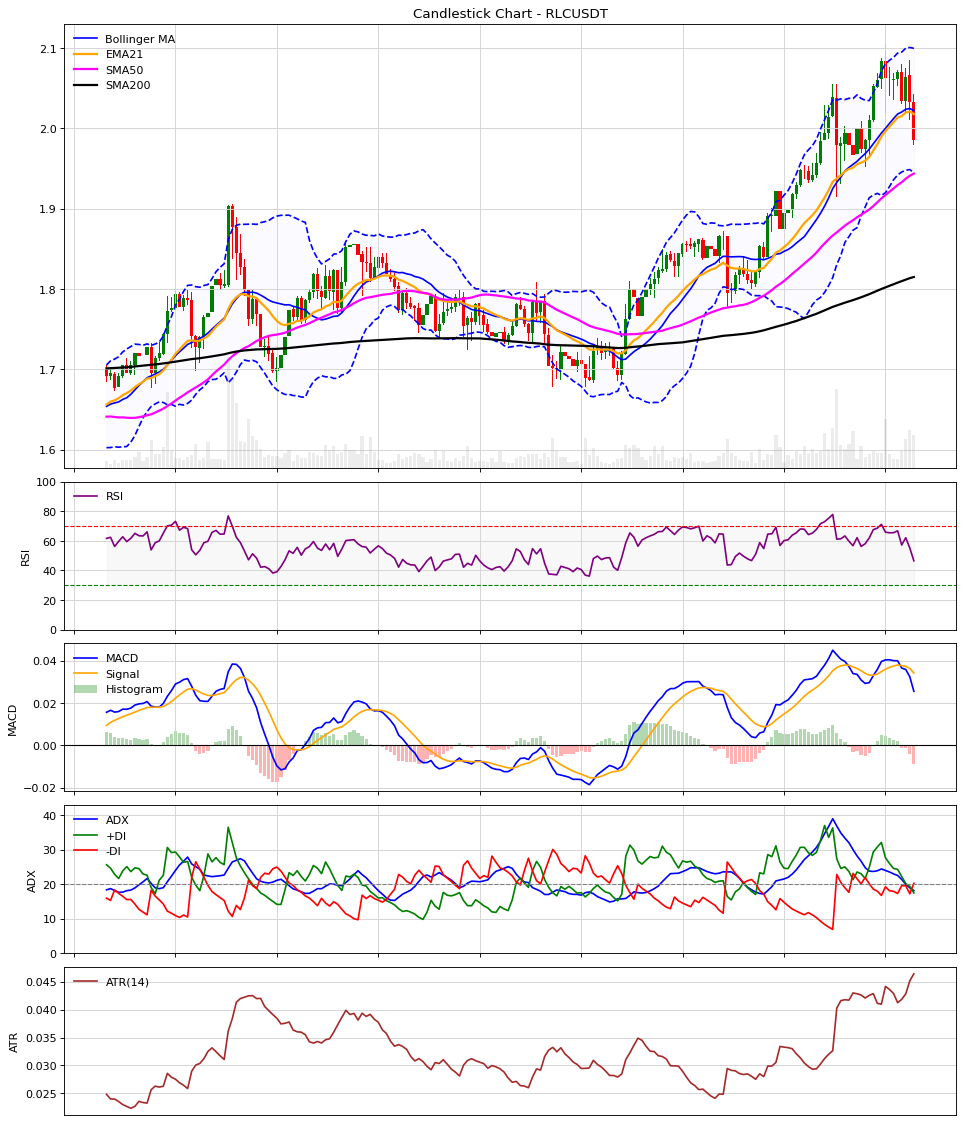 Candlestick Chart - RLCUSDT
2.1
2.0
1.9
1.8
1.7
1.6
Bollinger MA
EMA21
SMA50
SMA200
100
80
60
40
20
0
RSI
RSI
0.04
0.02
0.00
−0.02
MACD
MACD
Signal
Histogram
40
30
20
10
0
ADX
ADX
+DI
-DI
0.045
0.040
0.035
0.030
0.025
ATR
ATR(14)